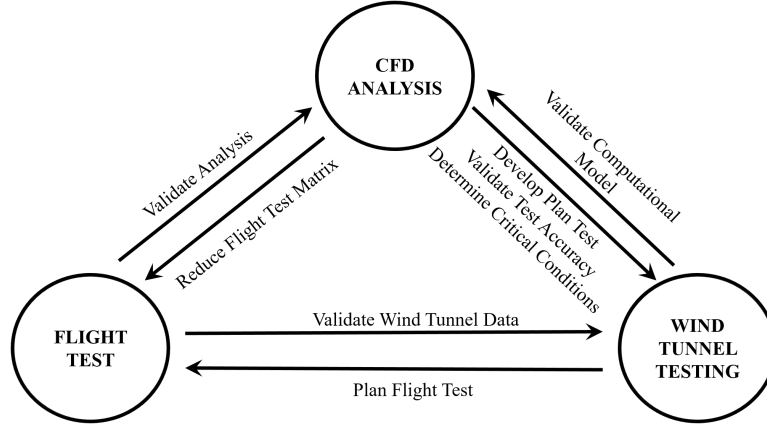 CFD
ANALYSIS
Validate Analysis
Reduce Flight Test Matrix
Validate Computational
Model
Develop Plan Test
Validate Test Accuracy
Determine Critical Conditions
FLIGHT
TEST
Validate Wind Tunnel Data
Plan Flight Test
WIND
TUNNEL
TESTING